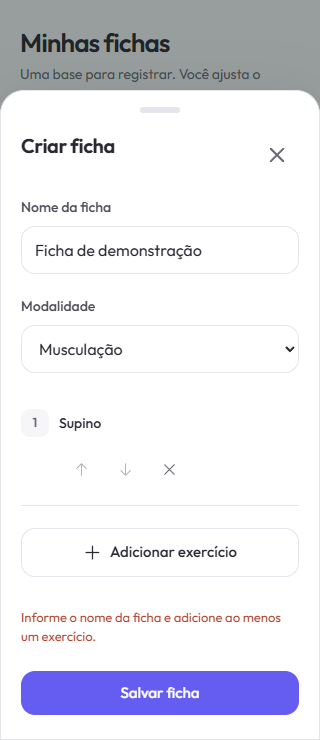 Minhas fichas
Uma base para registrar. Você ajusta o
Criar ficha
Nome da ficha
Ficha de demonstração
Modalidade
Musculação
1 Supino
Adicionar exercício
Informe o nome da ficha e adicione ao menos
um exercício.
Salvar ficha